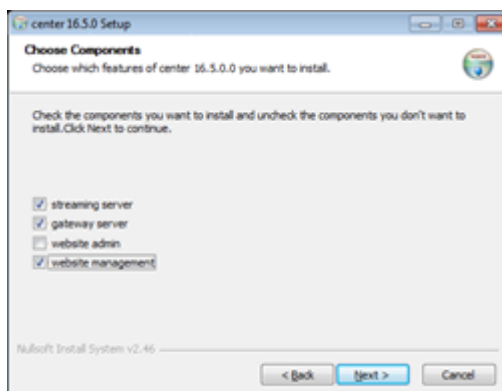 center 16.5.0 Setup
Choose Components
Choose which features of center 16.5.0.0 you want to install.
Check the components you want to install and uncheck the components you don't want to
install.Click Next to continue.
streaming server
gateway server
website admin
website management
Nullsoft Install System v2.46
< Back
Next >
Cancel